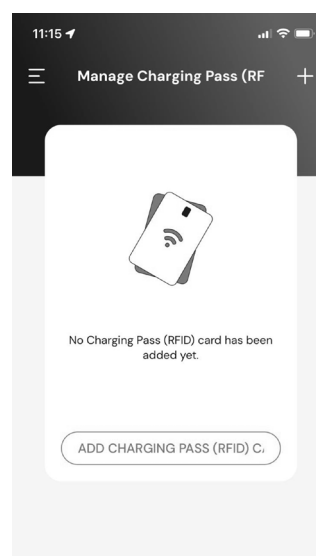 11:15
Manage Charging Pass (RF
No Charging Pass (RFID) card has been
added yet.
ADD CHARGING PASS (RFID) C